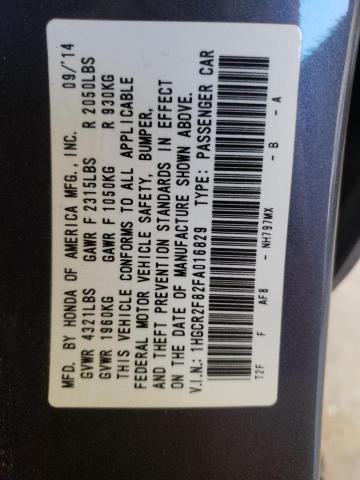 MFD. BY HONDA OF AMERICA MFG., INC. 09/'14
GVWR 4321LBS GAWR F 2315LBS R 2050LBS
GVWR 1960KG GAWR F 1050KG R 930KG
THIS VEHICLE CONFORMS TO ALL APPLICABLE
FEDERAL MOTOR VEHICLE SAFETY, BUMPER,
AND THEFT PREVENTION STANDARDS IN EFFECT
ON THE DATE OF MANUFACTURE SHOWN ABOVE.
V.I.N.: 1HGCR2F82FA016829 TYPE: PASSENGER CAR
T2F F AF8 - NH797MX - B - A